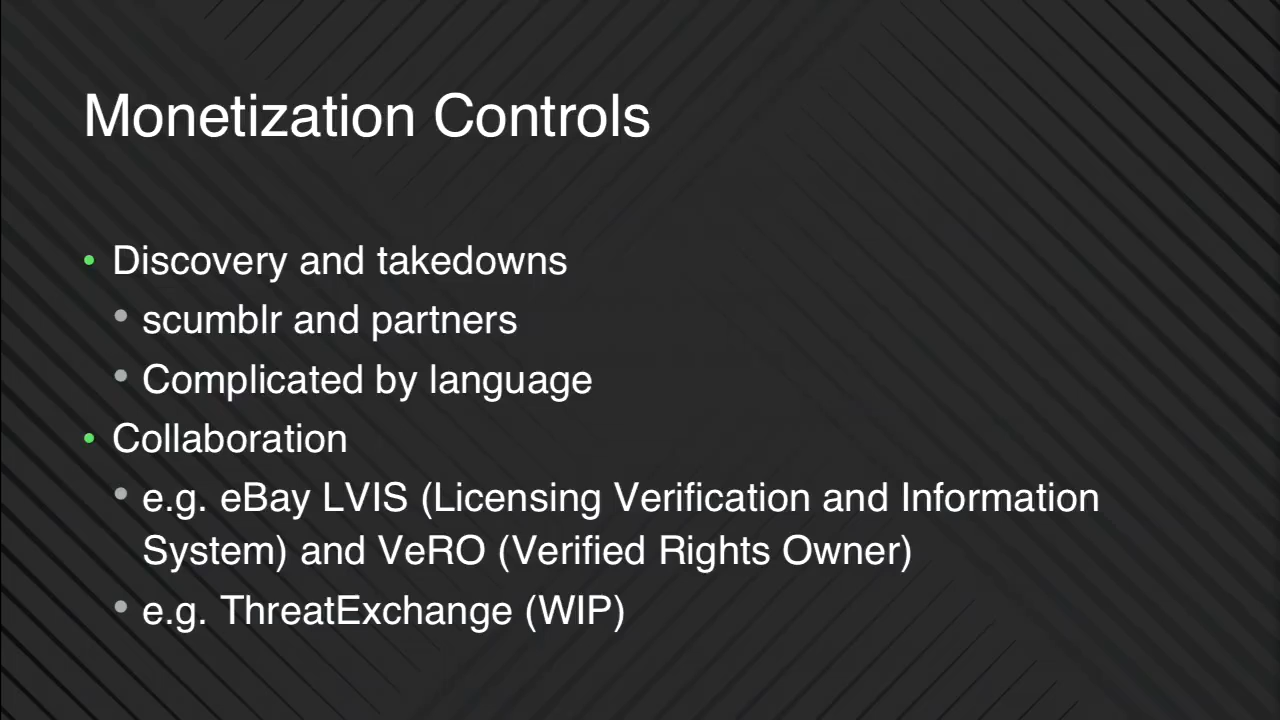 Monetization Controls
• Discovery and takedowns
• scumblr and partners
• Complicated by language
• Collaboration
• e.g. eBay LVIS (Licensing Verification and Information
System) and VeRO (Verified Rights Owner)
• e.g. ThreatExchange (WIP)